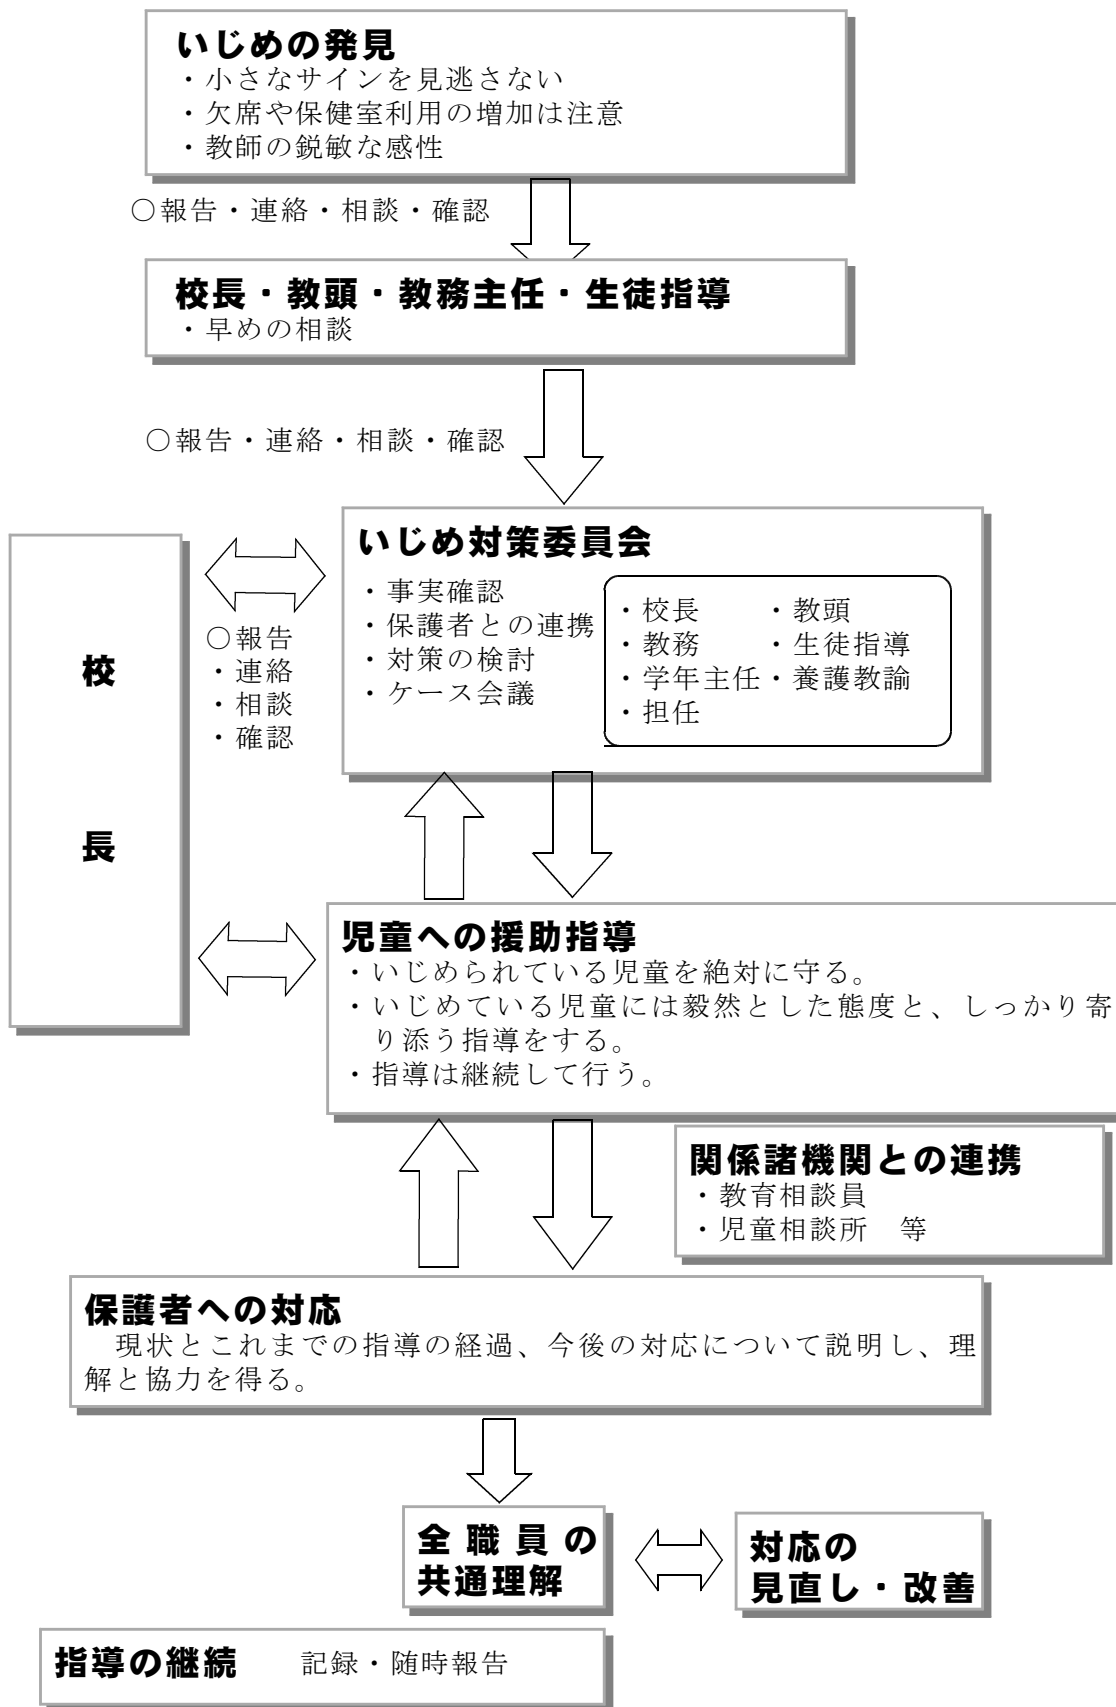 いじめの発見
・小さなサインを見逃さない
・欠席や保健室利用の増加は注意
・教師の鋭敏な感性
○報告・連絡・相談・確認
校長・教頭・教務主任・生徒指導
・早めの相談
○報告・連絡・相談・確認
いじめ対策委員会
・事実確認
・保護者との連携
・対策の検討
・ケース会議
・校長 ・教頭
・教務 ・生徒指導
・学年主任・養護教諭
・担任
○報告
・連絡
・相談
・確認
校
長
児童への援助指導
・いじめられている児童を絶対に守る。
・いじめている児童には毅然とした態度と、しっかり寄
り添う指導をする。
・指導は継続して行う。
関係諸機関との連携
・教育相談員
・児童相談所 等
保護者への対応
現状とこれまでの指導の経過、今後の対応について説明し、理
解と協力を得る。
全職員の
共通理解
対応の
見直し・改善
指導の継続 記録・随時報告